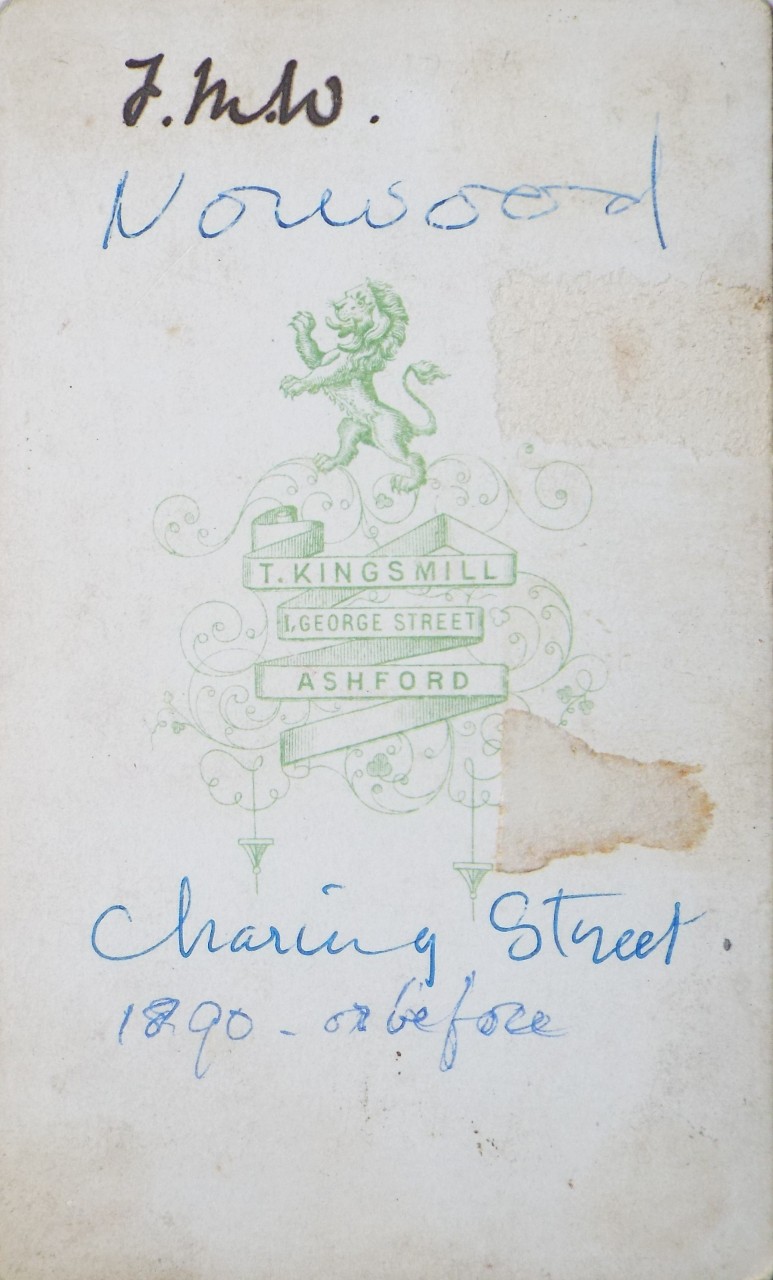 F.M.W.
Norwood
T. KINGSMILL
1, GEORGE STREET
ASHFORD
Charing Street.
1890 - or before